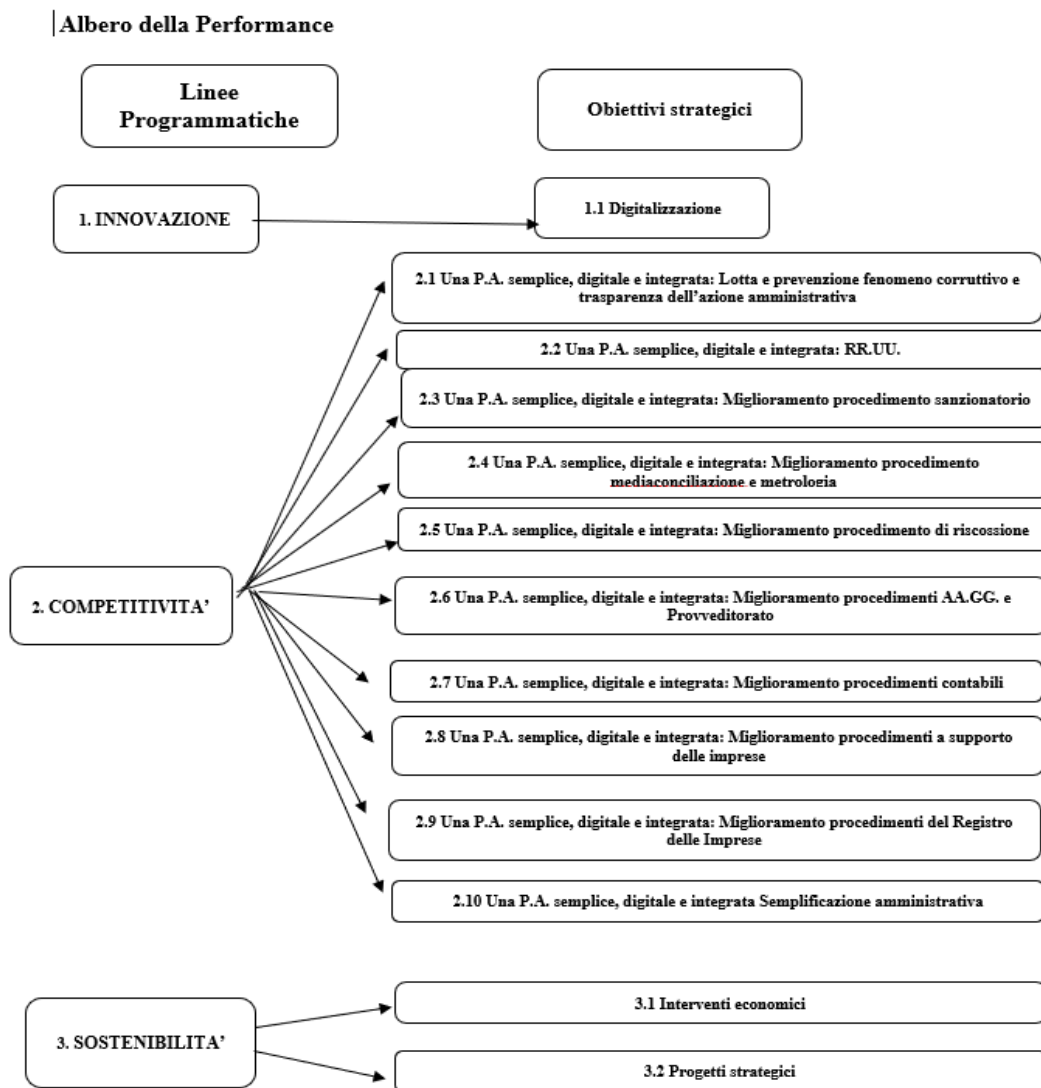 Albero della Performance
Linee
Programmatiche
Obiettivi strategici
1. INNOVAZIONE
1.1 Digitalizzazione
2.1 Una P.A. semplice, digitale e integrata: Lotta e prevenzione fenomeno corruttivo e
trasparenza dell’azione amministrativa
2.2 Una P.A. semplice, digitale e integrata: RR.UU.
2.3 Una P.A. semplice, digitale e integrata: Miglioramento procedimento sanzionatorio
2.4 Una P.A. semplice, digitale e integrata: Miglioramento procedimento
mediaconciliazione e metrologia
2.5 Una P.A. semplice, digitale e integrata: Miglioramento procedimento di riscossione
2. COMPETITIVITA’
2.6 Una P.A. semplice, digitale e integrata: Miglioramento procedimenti AA.GG. e
Provveditorato
2.7 Una P.A. semplice, digitale e integrata: Miglioramento procedimenti contabili
2.8 Una P.A. semplice, digitale e integrata: Miglioramento procedimenti a supporto
delle imprese
2.9 Una P.A. semplice, digitale e integrata: Miglioramento procedimenti del Registro
delle Imprese
2.10 Una P.A. semplice, digitale e integrata Semplificazione amministrativa
3. SOSTENIBILITA’
3.1 Interventi economici
3.2 Progetti strategici